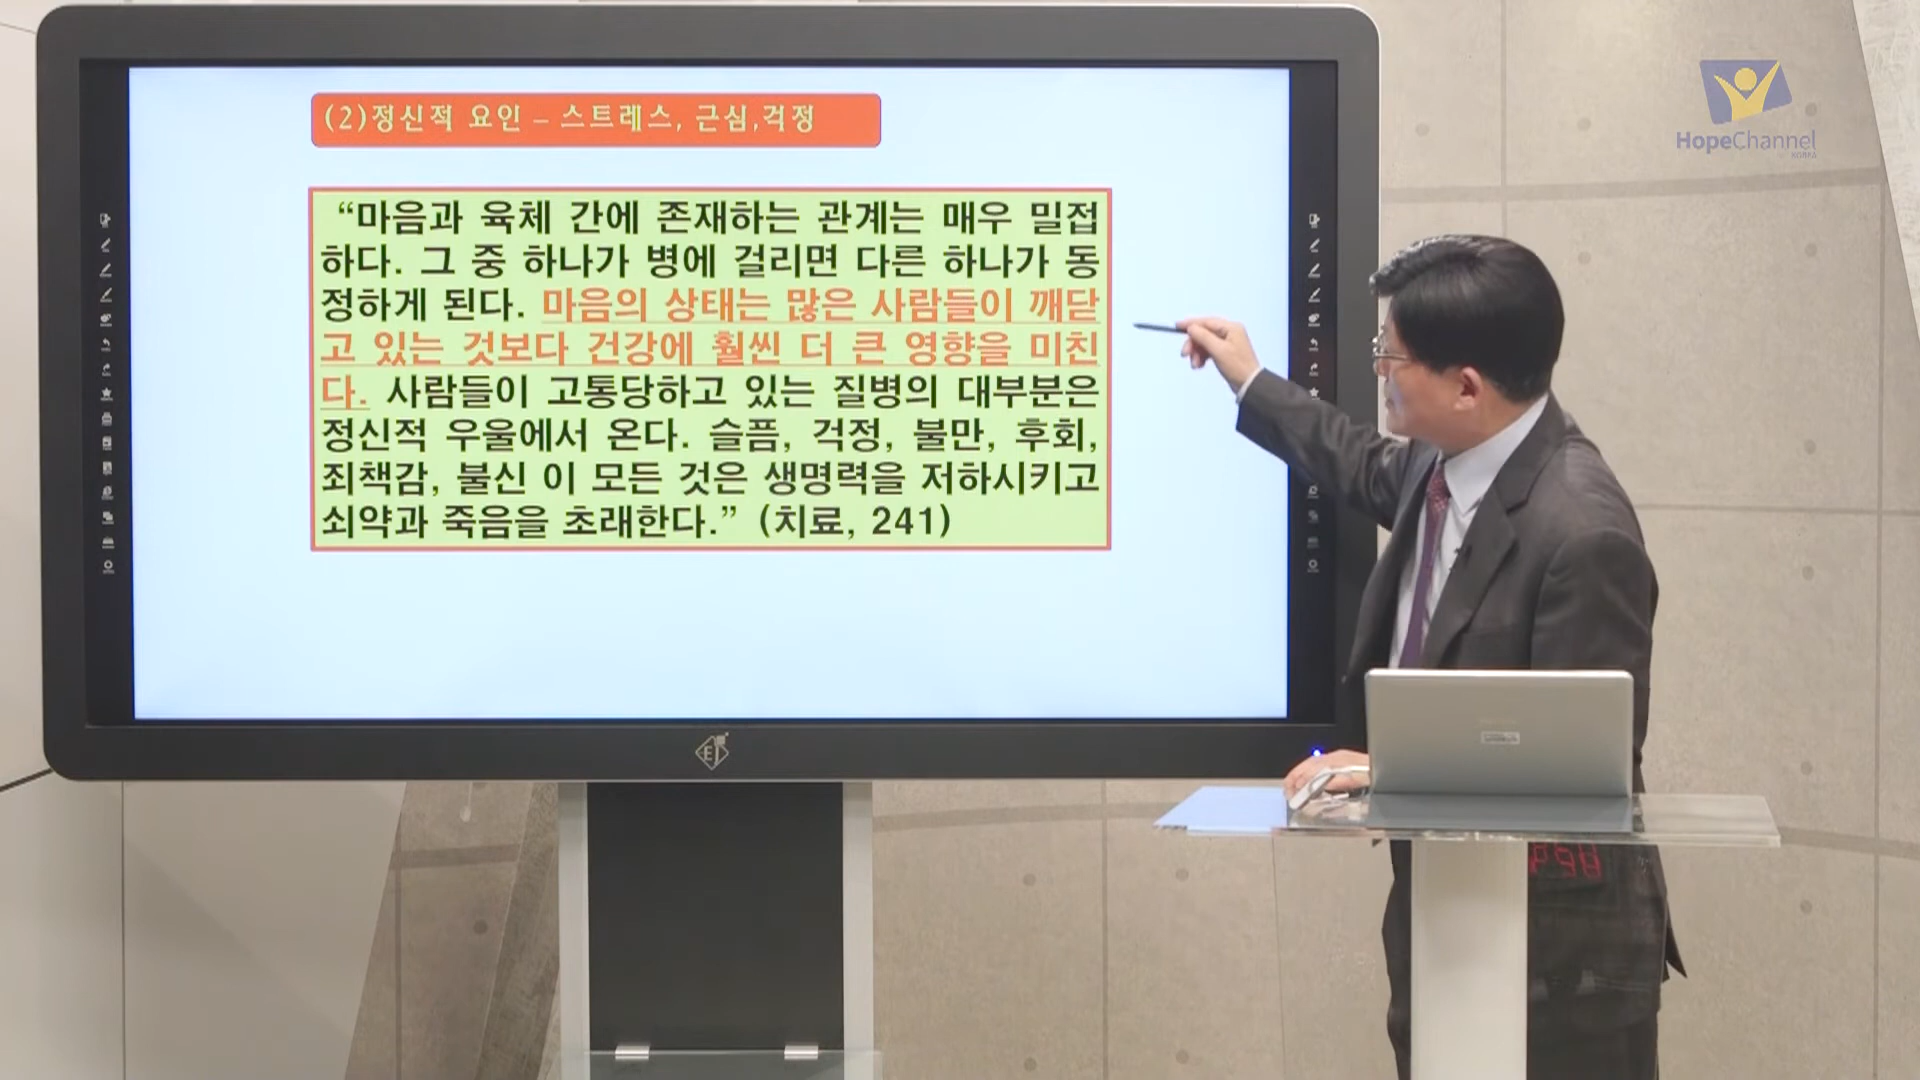 (2)정신적 요인 – 스트레스, 근심,걱정
“마음과 육체 간에 존재하는 관계는 매우 밀접
하다. 그 중 하나가 병에 걸리면 다른 하나가 동
정하게 된다. 마음의 상태는 많은 사람들이 깨닫
고 있는 것보다 건강에 훨씬 더 큰 영향을 미친
다. 사람들이 고통당하고 있는 질병의 대부분은
정신적 우울에서 온다. 슬픔, 걱정, 불만, 후회,
죄책감, 불신 이 모든 것은 생명력을 저하시키고
쇠약과 죽음을 초래한다.” (치료, 241)
HopeChannel
KOREA
EJ